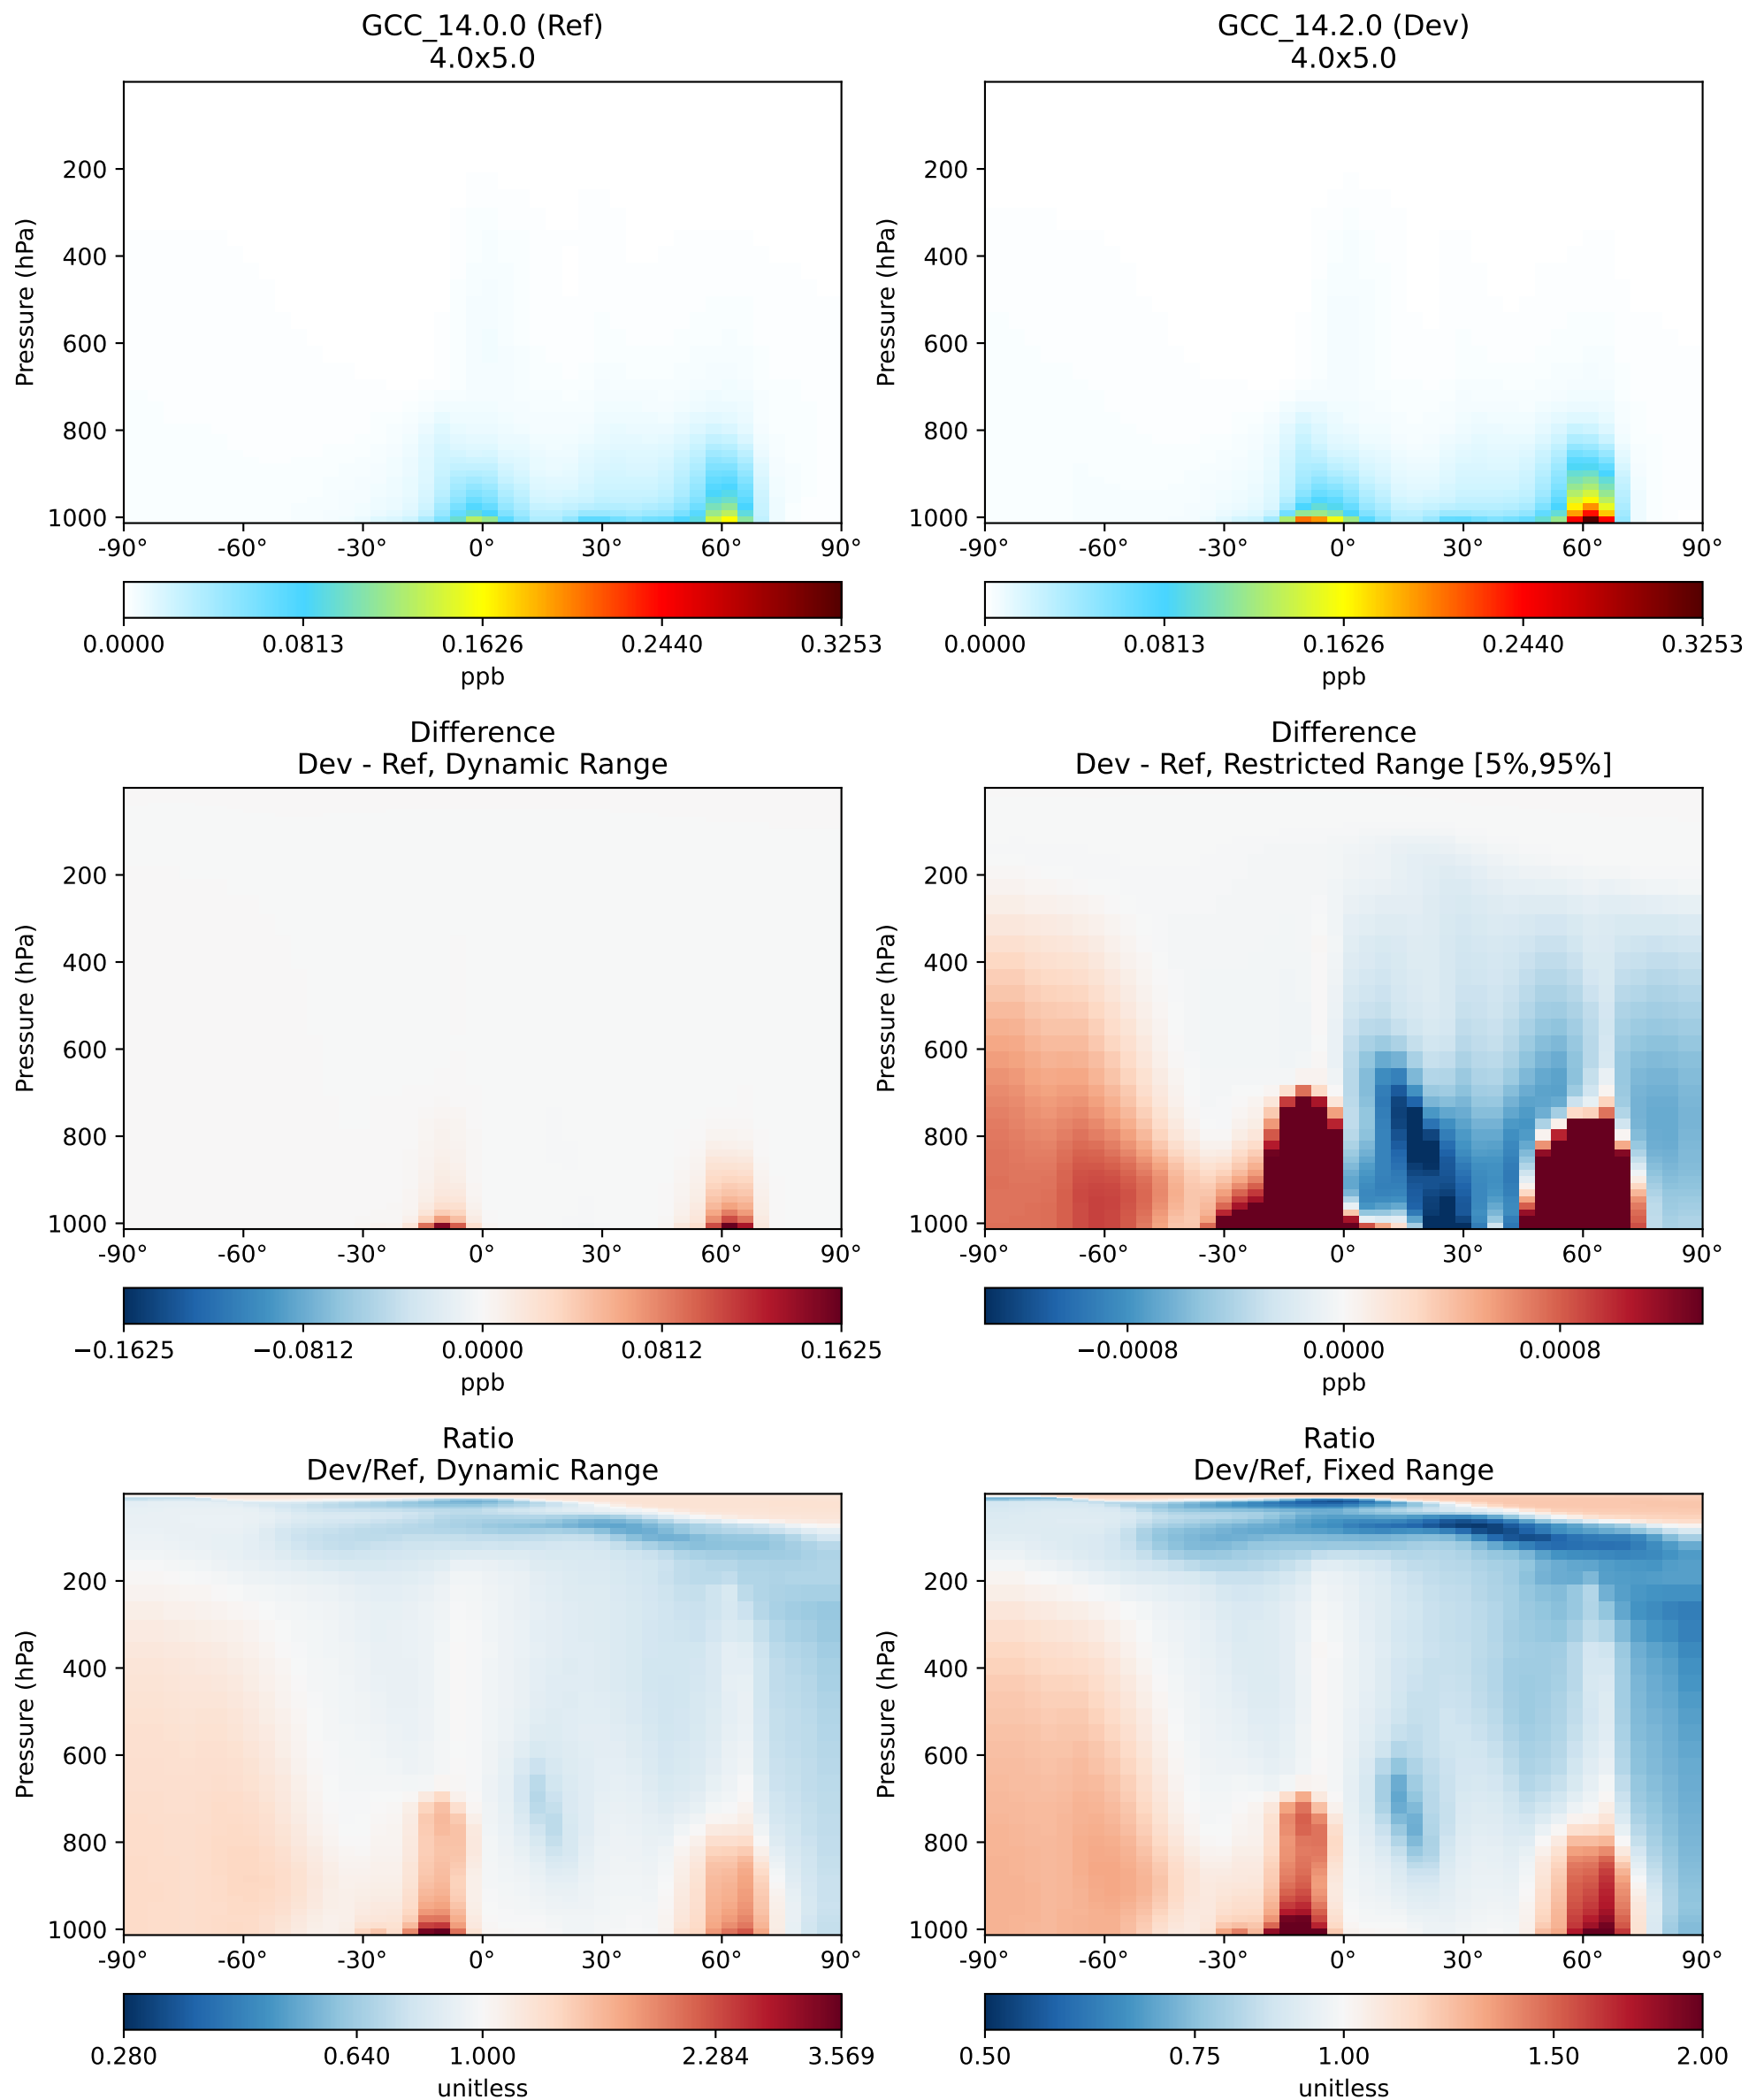 GCC_14.0.0 (Ref)
4.0x5.0
Pressure (hPa)
200
400
600
800
1000
-90° -60° -30° 0° 30° 60° 90°
0.0000 0.0813 0.1626 0.2440 0.3253
ppb
GCC_14.2.0 (Dev)
4.0x5.0
Pressure (hPa)
200
400
600
800
1000
-90° -60° -30° 0° 30° 60° 90°
0.0000 0.0813 0.1626 0.2440 0.3253
ppb
Difference
Dev - Ref, Dynamic Range
Pressure (hPa)
200
400
600
800
1000
-90° -60° -30° 0° 30° 60° 90°
−0.1625 −0.0812 0.0000 0.0812 0.1625
ppb
Difference
Dev - Ref, Restricted Range [5%,95%]
Pressure (hPa)
200
400
600
800
1000
-90° -60° -30° 0° 30° 60° 90°
−0.0008 0.0000 0.0008
ppb
Ratio
Dev/Ref, Dynamic Range
Pressure (hPa)
200
400
600
800
1000
-90° -60° -30° 0° 30° 60° 90°
0.280 0.640 1.000 2.284 3.569
unitless
Ratio
Dev/Ref, Fixed Range
Pressure (hPa)
200
400
600
800
1000
-90° -60° -30° 0° 30° 60° 90°
0.50 0.75 1.00 1.50 2.00
unitless